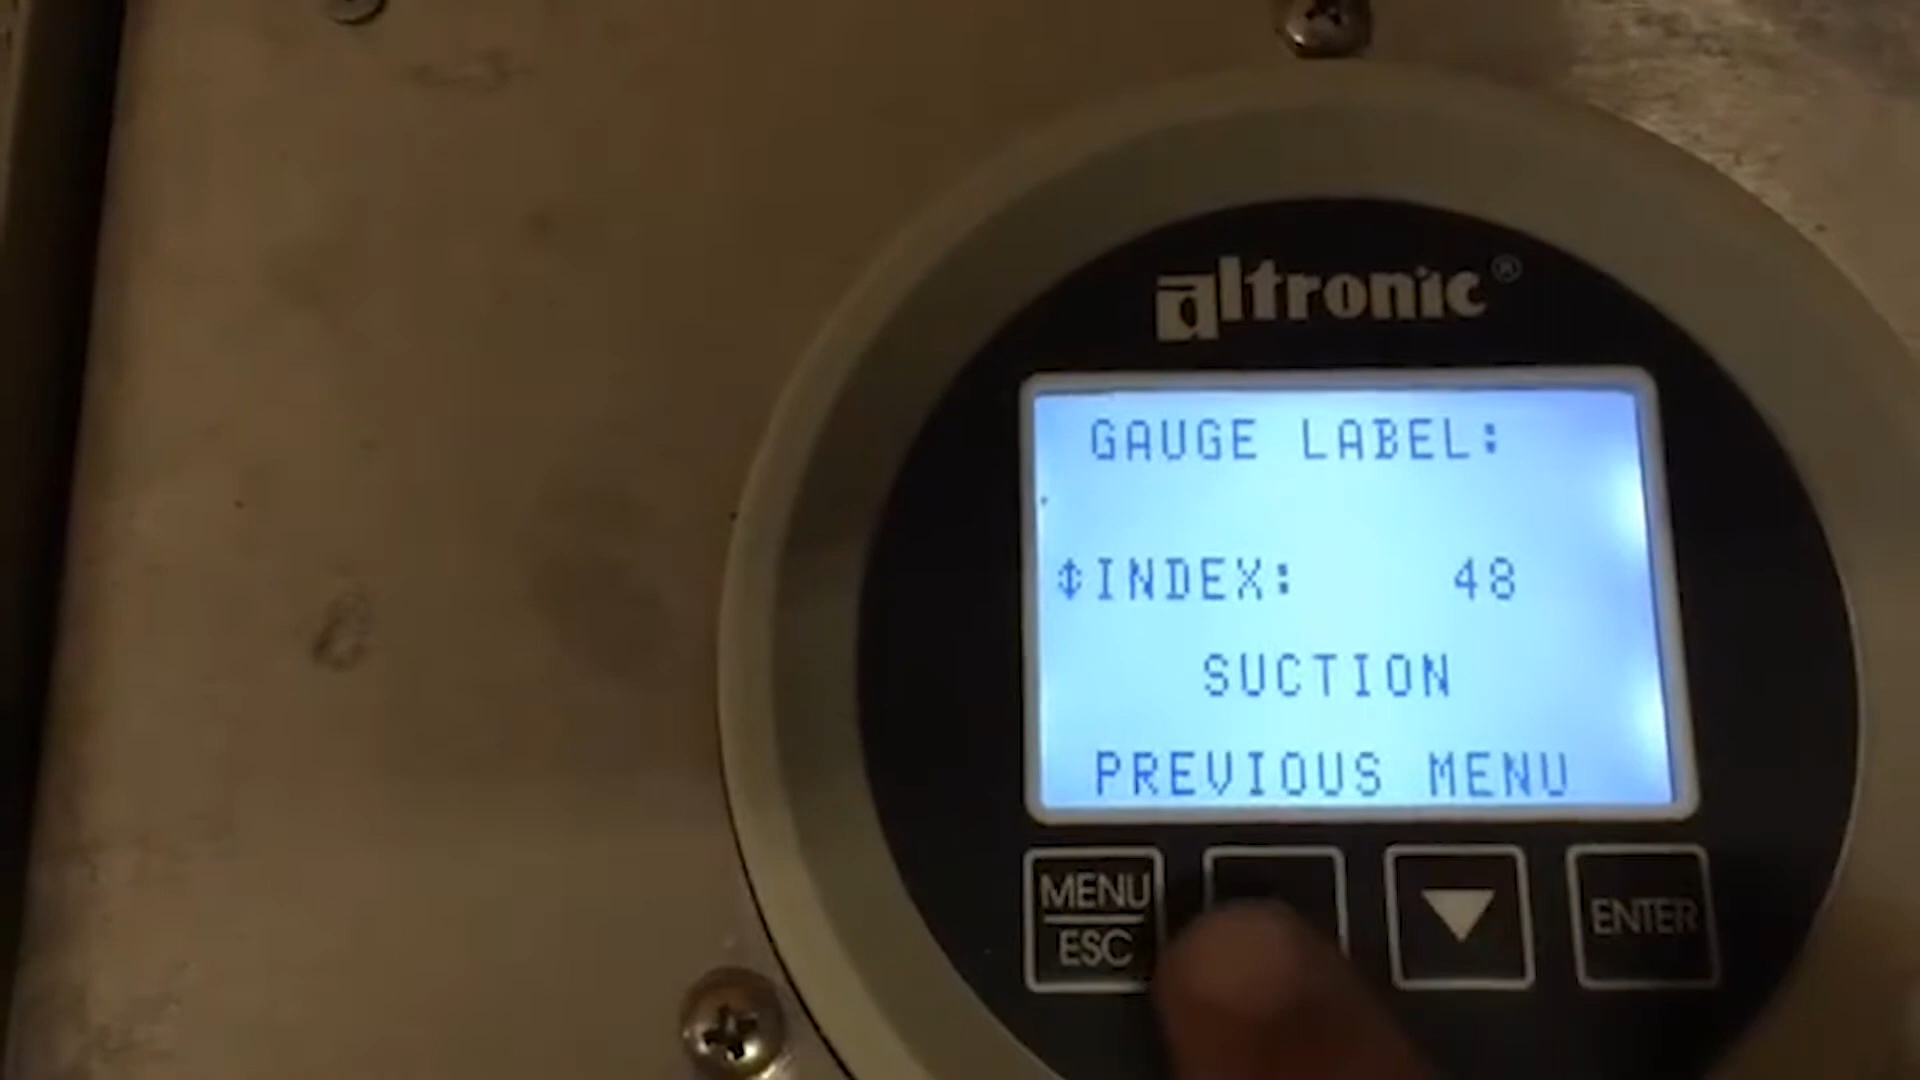 altronic®
GAUGE LABEL:
↕INDEX: 48
SUCTION
PREVIOUS MENU
MENU
ESC
ENTER